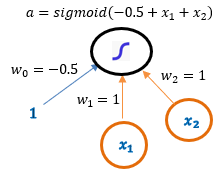 a = sigmoid(−0.5 + x₁ + x₂)
w₀ = −0.5
w₂ = 1
w₁ = 1
1
x₂
x₁